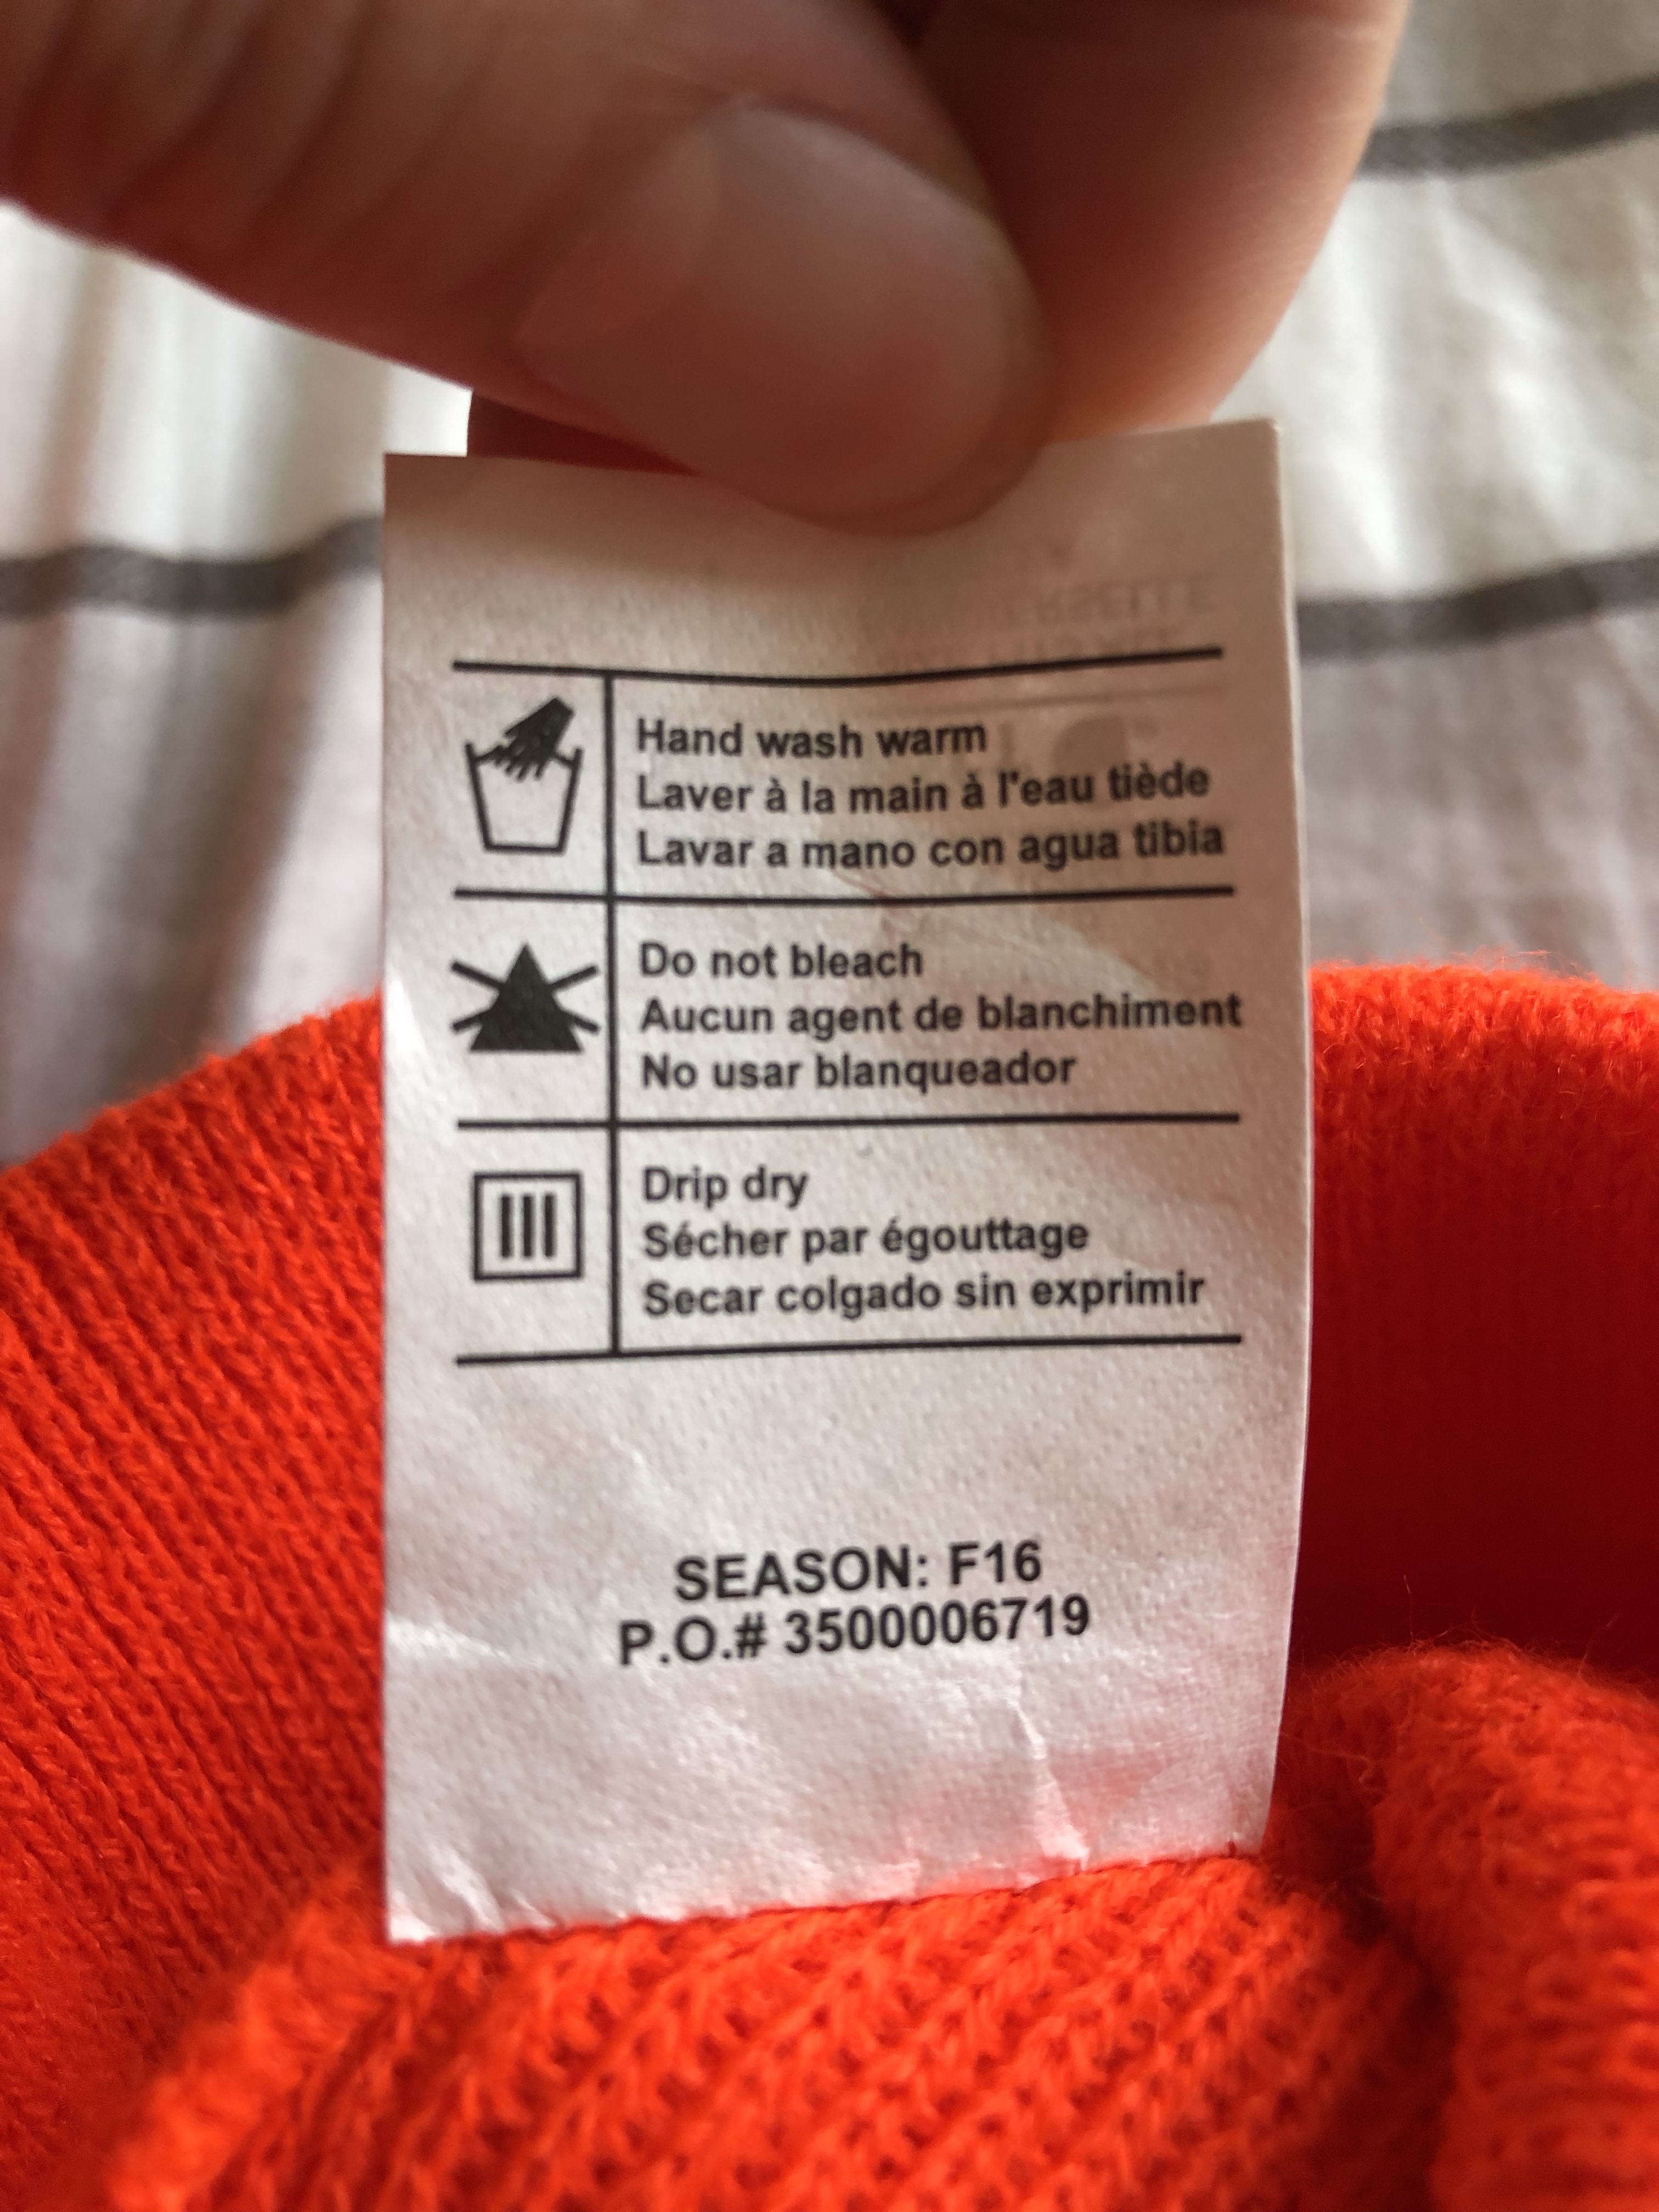 Hand wash warm
Laver à la main à l'eau tiède
Lavar a mano con agua tibia
Do not bleach
Aucun agent de blanchiment
No usar blanqueador
Drip dry
Sécher par égouttage
Secar colgado sin exprimir
SEASON: F16
P.O.# 3500006719